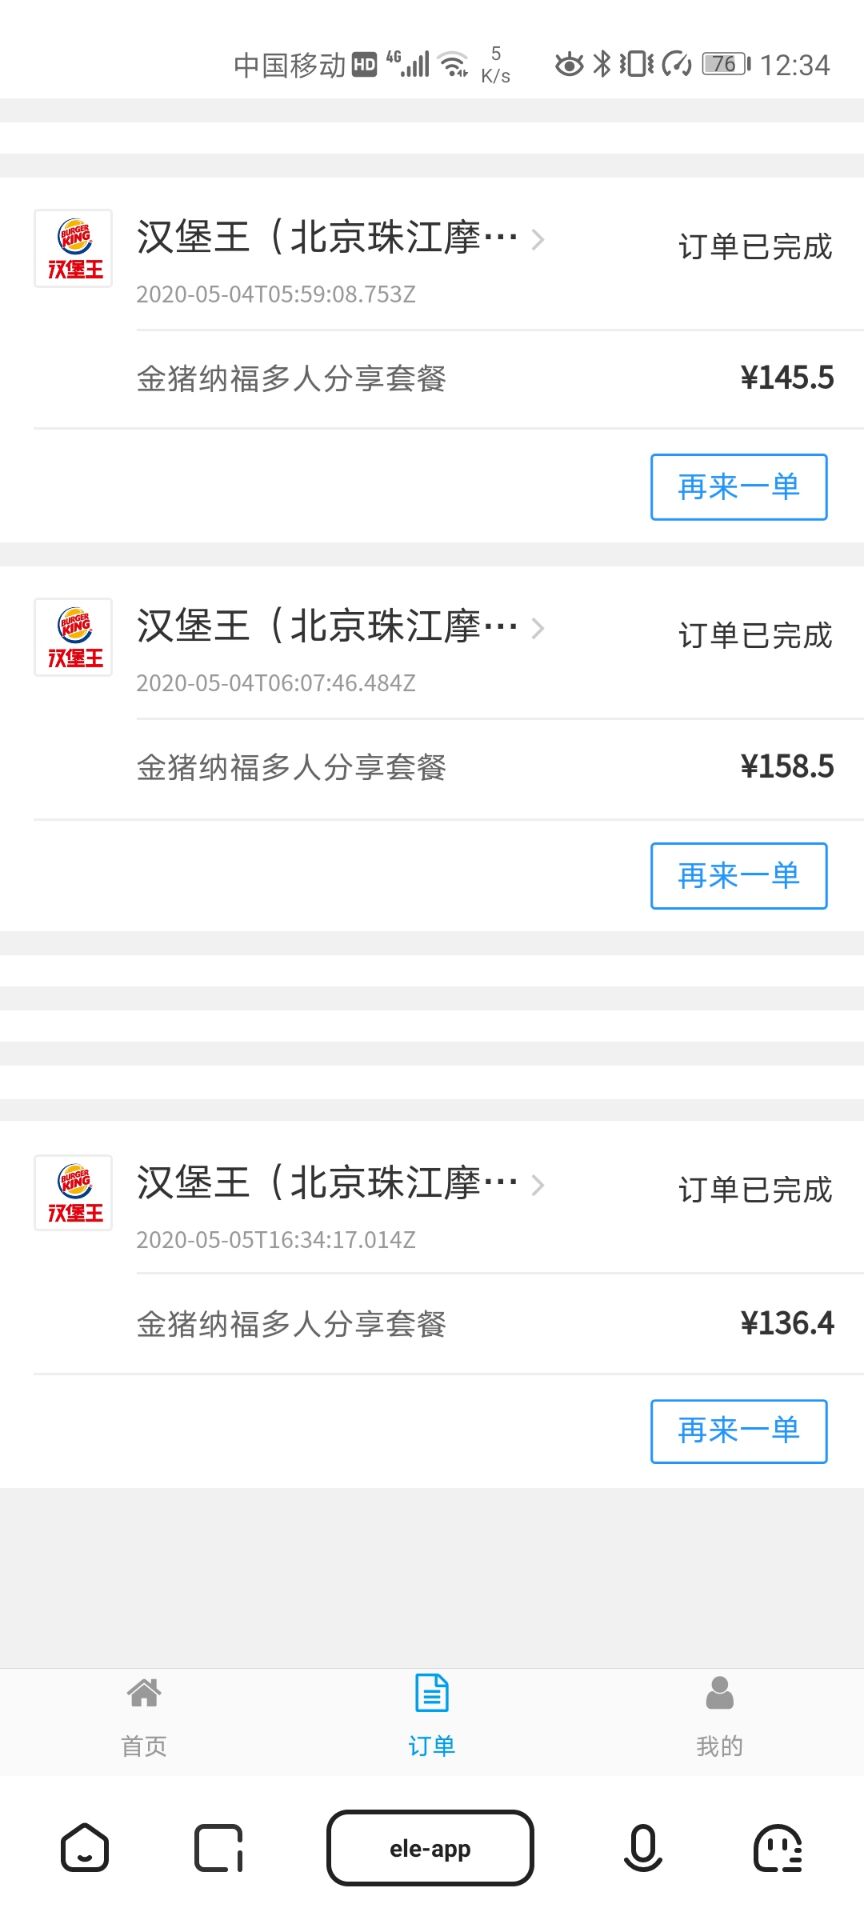 中国移动 HD 4G 5 K/s 76 12:34
BURGER KING 汉堡王
汉堡王（北京珠江摩…
订单已完成
2020-05-04T05:59:08.753Z
金猪纳福多人分享套餐 ¥145.5
再来一单
BURGER KING 汉堡王
汉堡王（北京珠江摩…
订单已完成
2020-05-04T06:07:46.484Z
金猪纳福多人分享套餐 ¥158.5
再来一单
BURGER KING 汉堡王
汉堡王（北京珠江摩…
订单已完成
2020-05-05T16:34:17.014Z
金猪纳福多人分享套餐 ¥136.4
再来一单
首页 订单 我的
ele-app